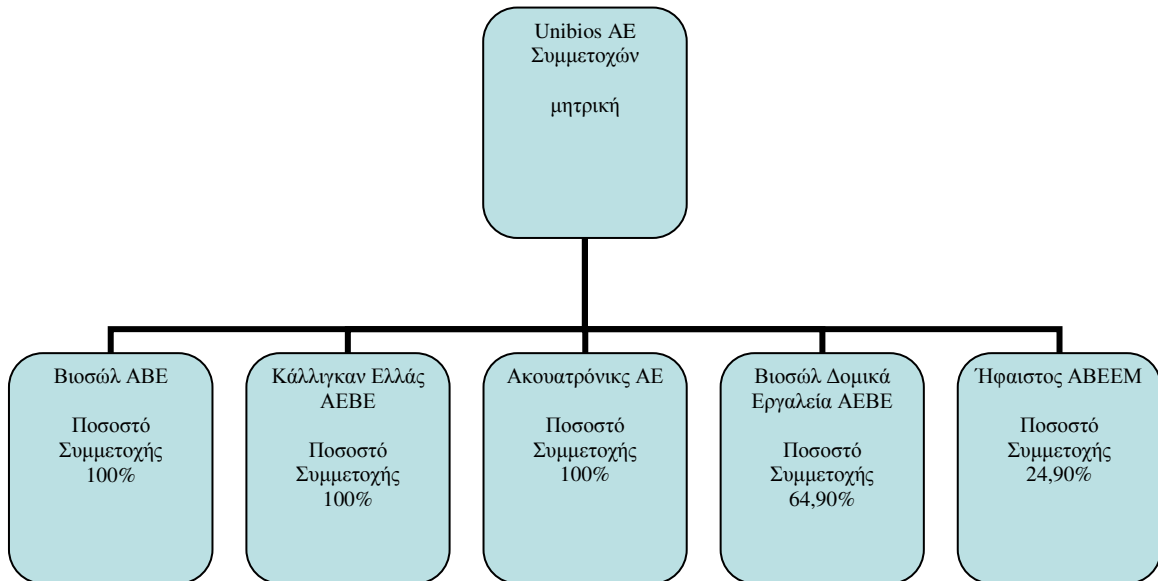 Unibios ΑΕ
Συμμετοχών
μητρική
Βιοσώλ ΑΒΕ
Ποσοστό
Συμμετοχής
100%
Κάλλιγκαν Ελλάς
ΑΕΒΕ
Ποσοστό
Συμμετοχής
100%
Ακουατρόνικς ΑΕ
Ποσοστό
Συμμετοχής
100%
Βιοσώλ Δομικά
Εργαλεία ΑΕΒΕ
Ποσοστό
Συμμετοχής
64,90%
Ήφαιστος ΑΒΕΕΜ
Ποσοστό
Συμμετοχής
24,90%